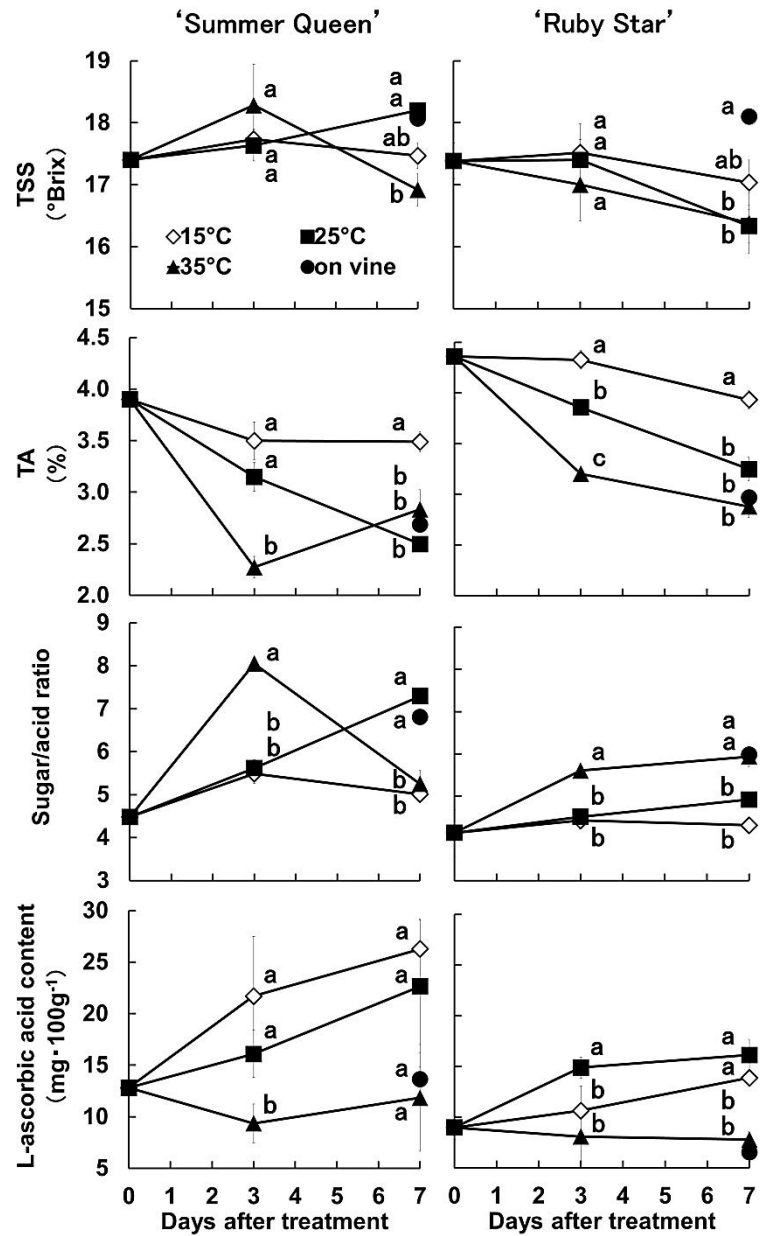 ‘Summer Queen’
‘Ruby Star’
TSS
(°Brix)
19
18
17
16
15
a
a
a
a
a
ab
b
15°C
25°C
35°C
on vine
a
a
a
a
ab
b
b
TA
(%)
4.5
4.0
3.5
3.0
2.5
2.0
a
a
b
a
b
b
b
a
b
c
a
b
b
b
Sugar/acid ratio
9
8
7
6
5
4
3
a
b
b
a
a
b
b
a
b
b
a
a
b
b
L-ascorbic acid content
(mg・100g-1)
30
25
20
15
10
5
a
a
b
a
a
a
a
b
b
a
a
b
b
0 1 2 3 4 5 6 7
0 1 2 3 4 5 6 7
Days after treatment
Days after treatment